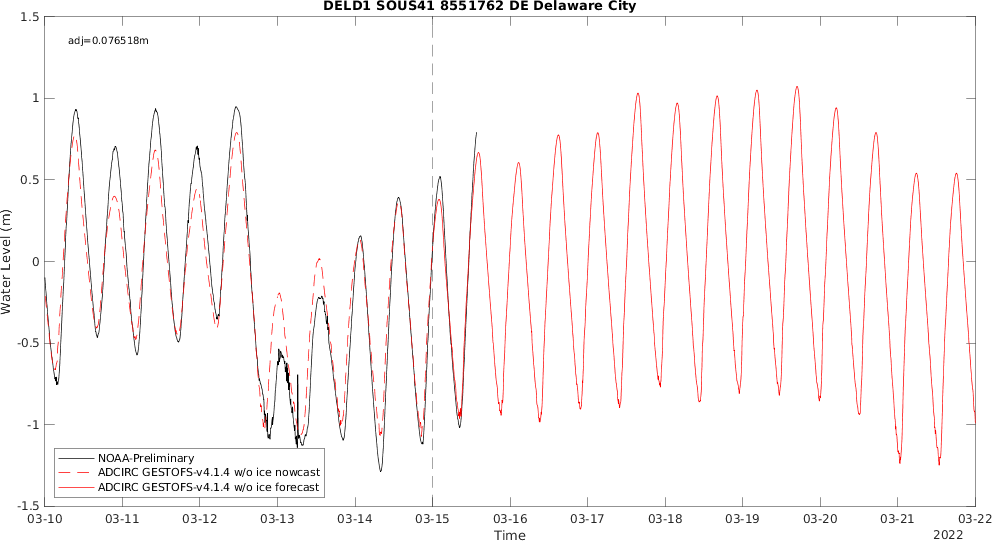 DELD1 SOUS41 8551762 DE Delaware City
adj=0.076518m
Water Level (m)
1.5
1
0.5
0
-0.5
-1
-1.5
NOAA-Preliminary
ADCIRC GESTOFS-v4.1.4 w/o ice nowcast
ADCIRC GESTOFS-v4.1.4 w/o ice forecast
03-10 03-11 03-12 03-13 03-14 03-15 03-16 03-17 03-18 03-19 03-20 03-21 03-22
Time
2022